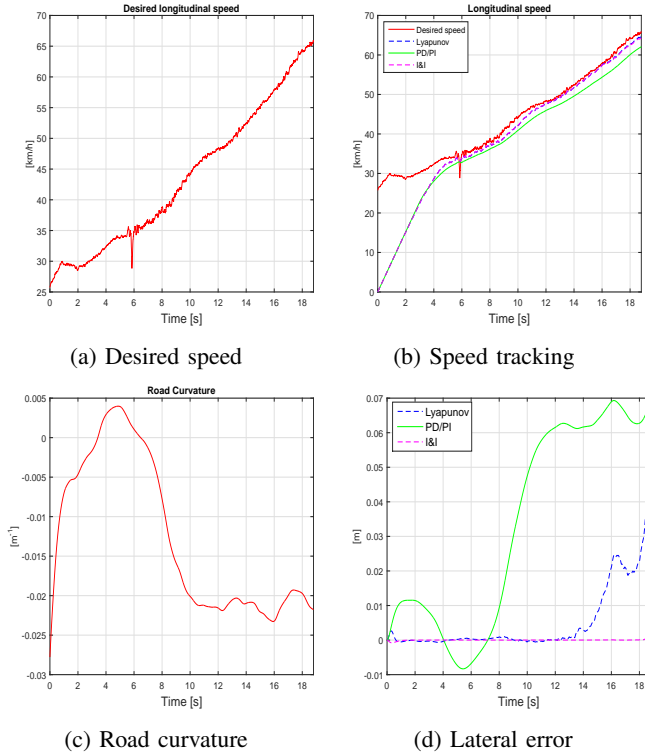 Desired longitudinal speed
70
65
60
55
50
45
40
35
30
25
[km/h]
0 2 4 6 8 10 12 14 16 18
Time [s]
(a) Desired speed
Longitudinal speed
Desired speed
Lyapunov
PD/PI
I&I
70
60
50
40
30
20
10
0
[km/h]
0 2 4 6 8 10 12 14 16 18
Time [s]
(b) Speed tracking
Road Curvature
0.005
0
-0.005
-0.01
-0.015
-0.02
-0.025
-0.03
[m⁻¹]
0 2 4 6 8 10 12 14 16 18
Time [s]
(c) Road curvature
Lyapunov
PD/PI
I&I
0.07
0.06
0.05
0.04
0.03
0.02
0.01
0
-0.01
[m]
0 2 4 6 8 10 12 14 16 18
Time [s]
(d) Lateral error